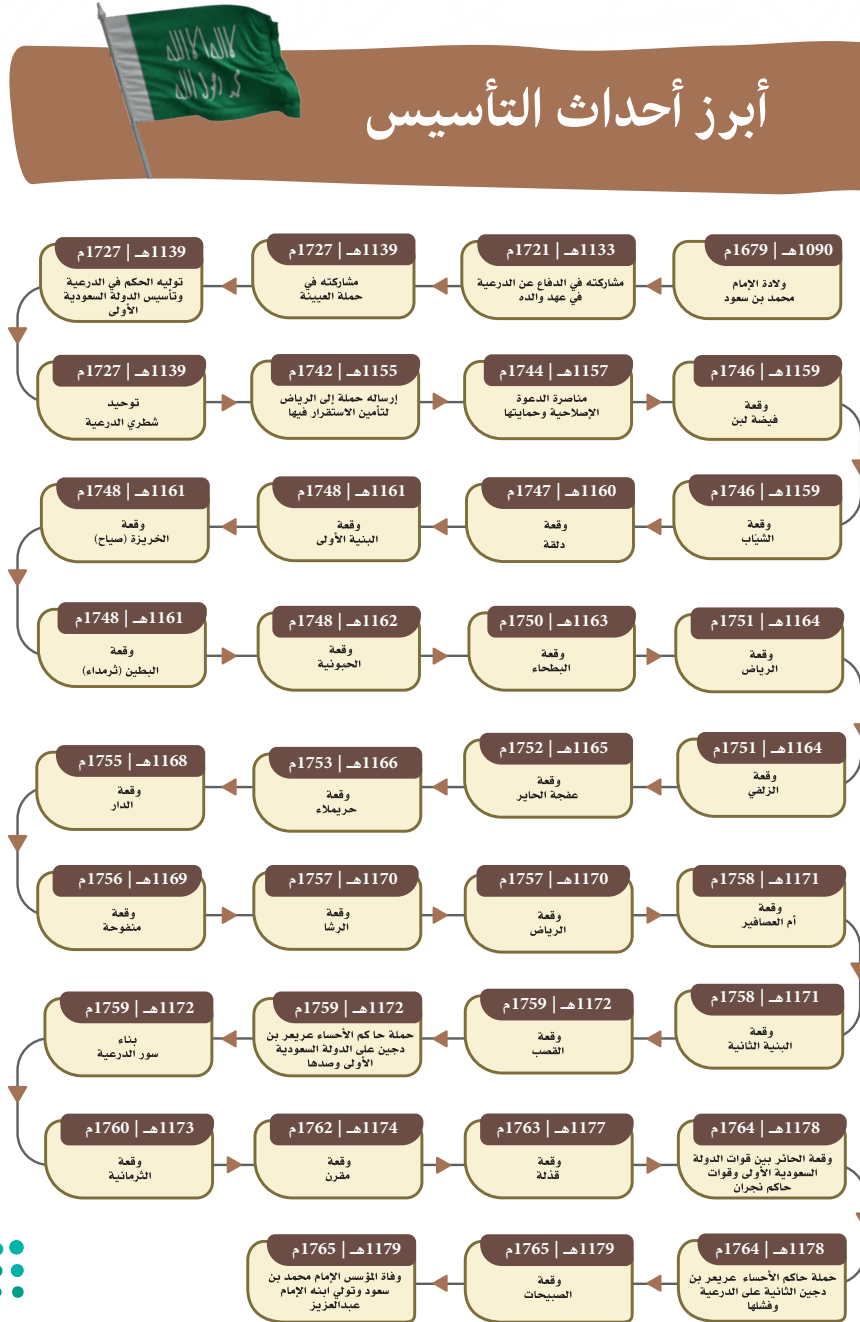 لا إله إلا الله
محمد رسول الله
أبرز أحداث التأسيس
1090هـ | 1679م
ولادة الإمام
محمد بن سعود
1133هـ | 1721م
مشاركته في الدفاع عن الدرعية
في عهد والده
1139هـ | 1727م
مشاركته في
حملة العيينة
1139هـ | 1727م
توليه الحكم في الدرعية
وتأسيس الدولة السعودية
الأولى
1139هـ | 1727م
توحيد
شطري الدرعية
1155هـ | 1742م
إرساله حملة إلى الرياض
لتأمين الاستقرار فيها
1157هـ | 1744م
مناصرة الدعوة
الإصلاحية وحمايتها
1159هـ | 1746م
وقعة
فيضة لبن
1159هـ | 1746م
وقعة
الشيّاب
1160هـ | 1747م
وقعة
دلقة
1161هـ | 1748م
وقعة
البنية الأولى
1161هـ | 1748م
وقعة
الخريزة (صياح)
1161هـ | 1748م
وقعة
البطين (ثرمداء)
1162هـ | 1748م
وقعة
الحبونية
1163هـ | 1750م
وقعة
البطحاء
1164هـ | 1751م
وقعة
الرياض
1164هـ | 1751م
وقعة
الزلفي
1165هـ | 1752م
وقعة
عفجة الحاير
1166هـ | 1753م
وقعة
حريملاء
1168هـ | 1755م
وقعة
الدار
1169هـ | 1756م
وقعة
منفوحة
1170هـ | 1757م
وقعة
الرشا
1170هـ | 1757م
وقعة
الرياض
1171هـ | 1758م
وقعة
أم العصافير
1171هـ | 1758م
وقعة
البنية الثانية
1172هـ | 1759م
وقعة
القصب
1172هـ | 1759م
حملة حاكم الأحساء عريعر بن
دجين على الدولة السعودية
الأولى وصدها
1172هـ | 1759م
بناء
سور الدرعية
1173هـ | 1760م
وقعة
الثرمانية
1174هـ | 1762م
وقعة
مقرن
1177هـ | 1763م
وقعة
قذلة
1178هـ | 1764م
وقعة الحائر بين قوات الدولة
السعودية الأولى وقوات
حاكم نجران
1178هـ | 1764م
حملة حاكم الأحساء عريعر بن
دجين الثانية على الدرعية
وفشلها
1179هـ | 1765م
وقعة
الصبيحات
1179هـ | 1765م
وفاة المؤسس الإمام محمد بن
سعود وتولي ابنه الإمام
عبدالعزيز